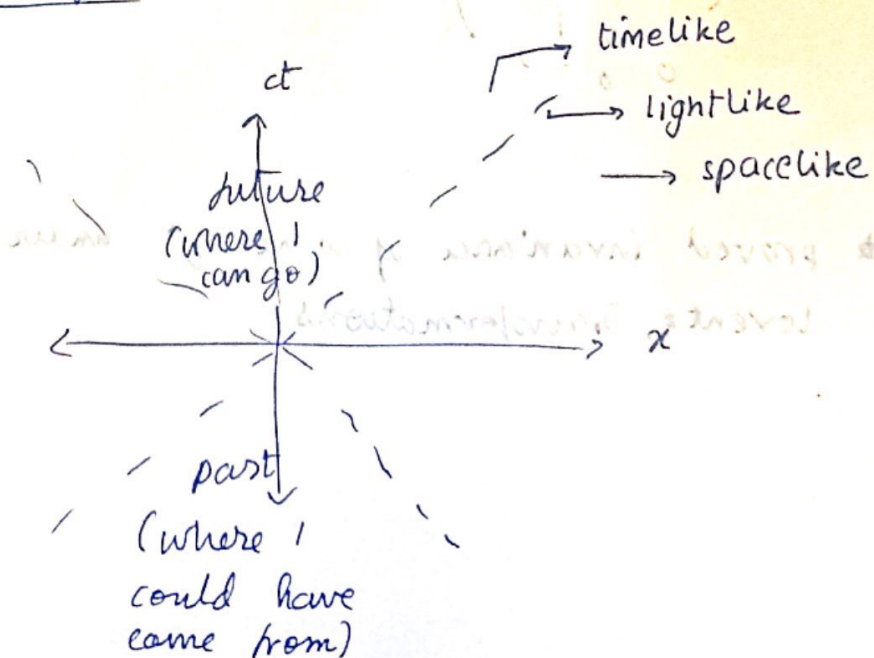 timelike
ct
lightlike
spacelike
future
(where I
can go)
x
past
(where I
could have
come from)